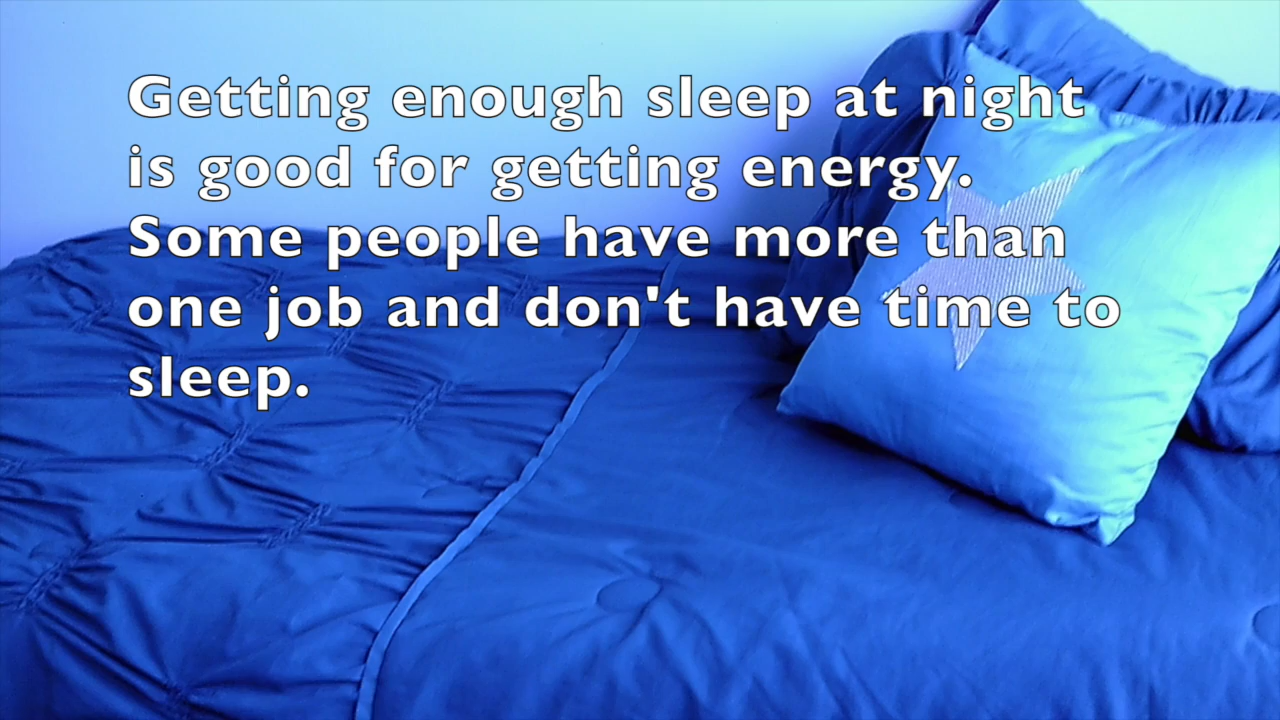 Getting enough sleep at night
is good for getting energy.
Some people have more than
one job and don't have time to
sleep.